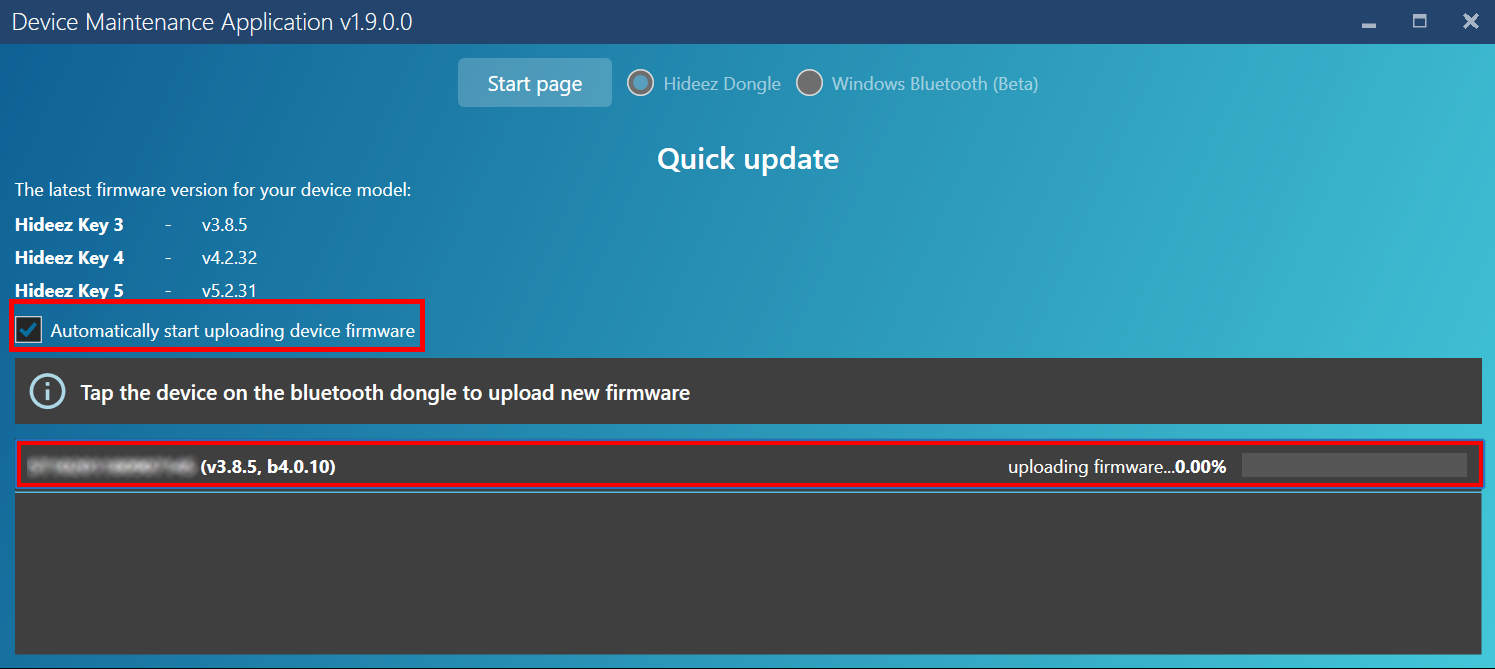 Device Maintenance Application v1.9.0.0
Start page Hideez Dongle Windows Bluetooth (Beta)
Quick update
The latest firmware version for your device model:
Hideez Key 3 - v3.8.5
Hideez Key 4 - v4.2.32
Hideez Key 5 - v5.2.31
Automatically start uploading device firmware
Tap the device on the bluetooth dongle to upload new firmware
(v3.8.5, b4.0.10) uploading firmware...0.00%